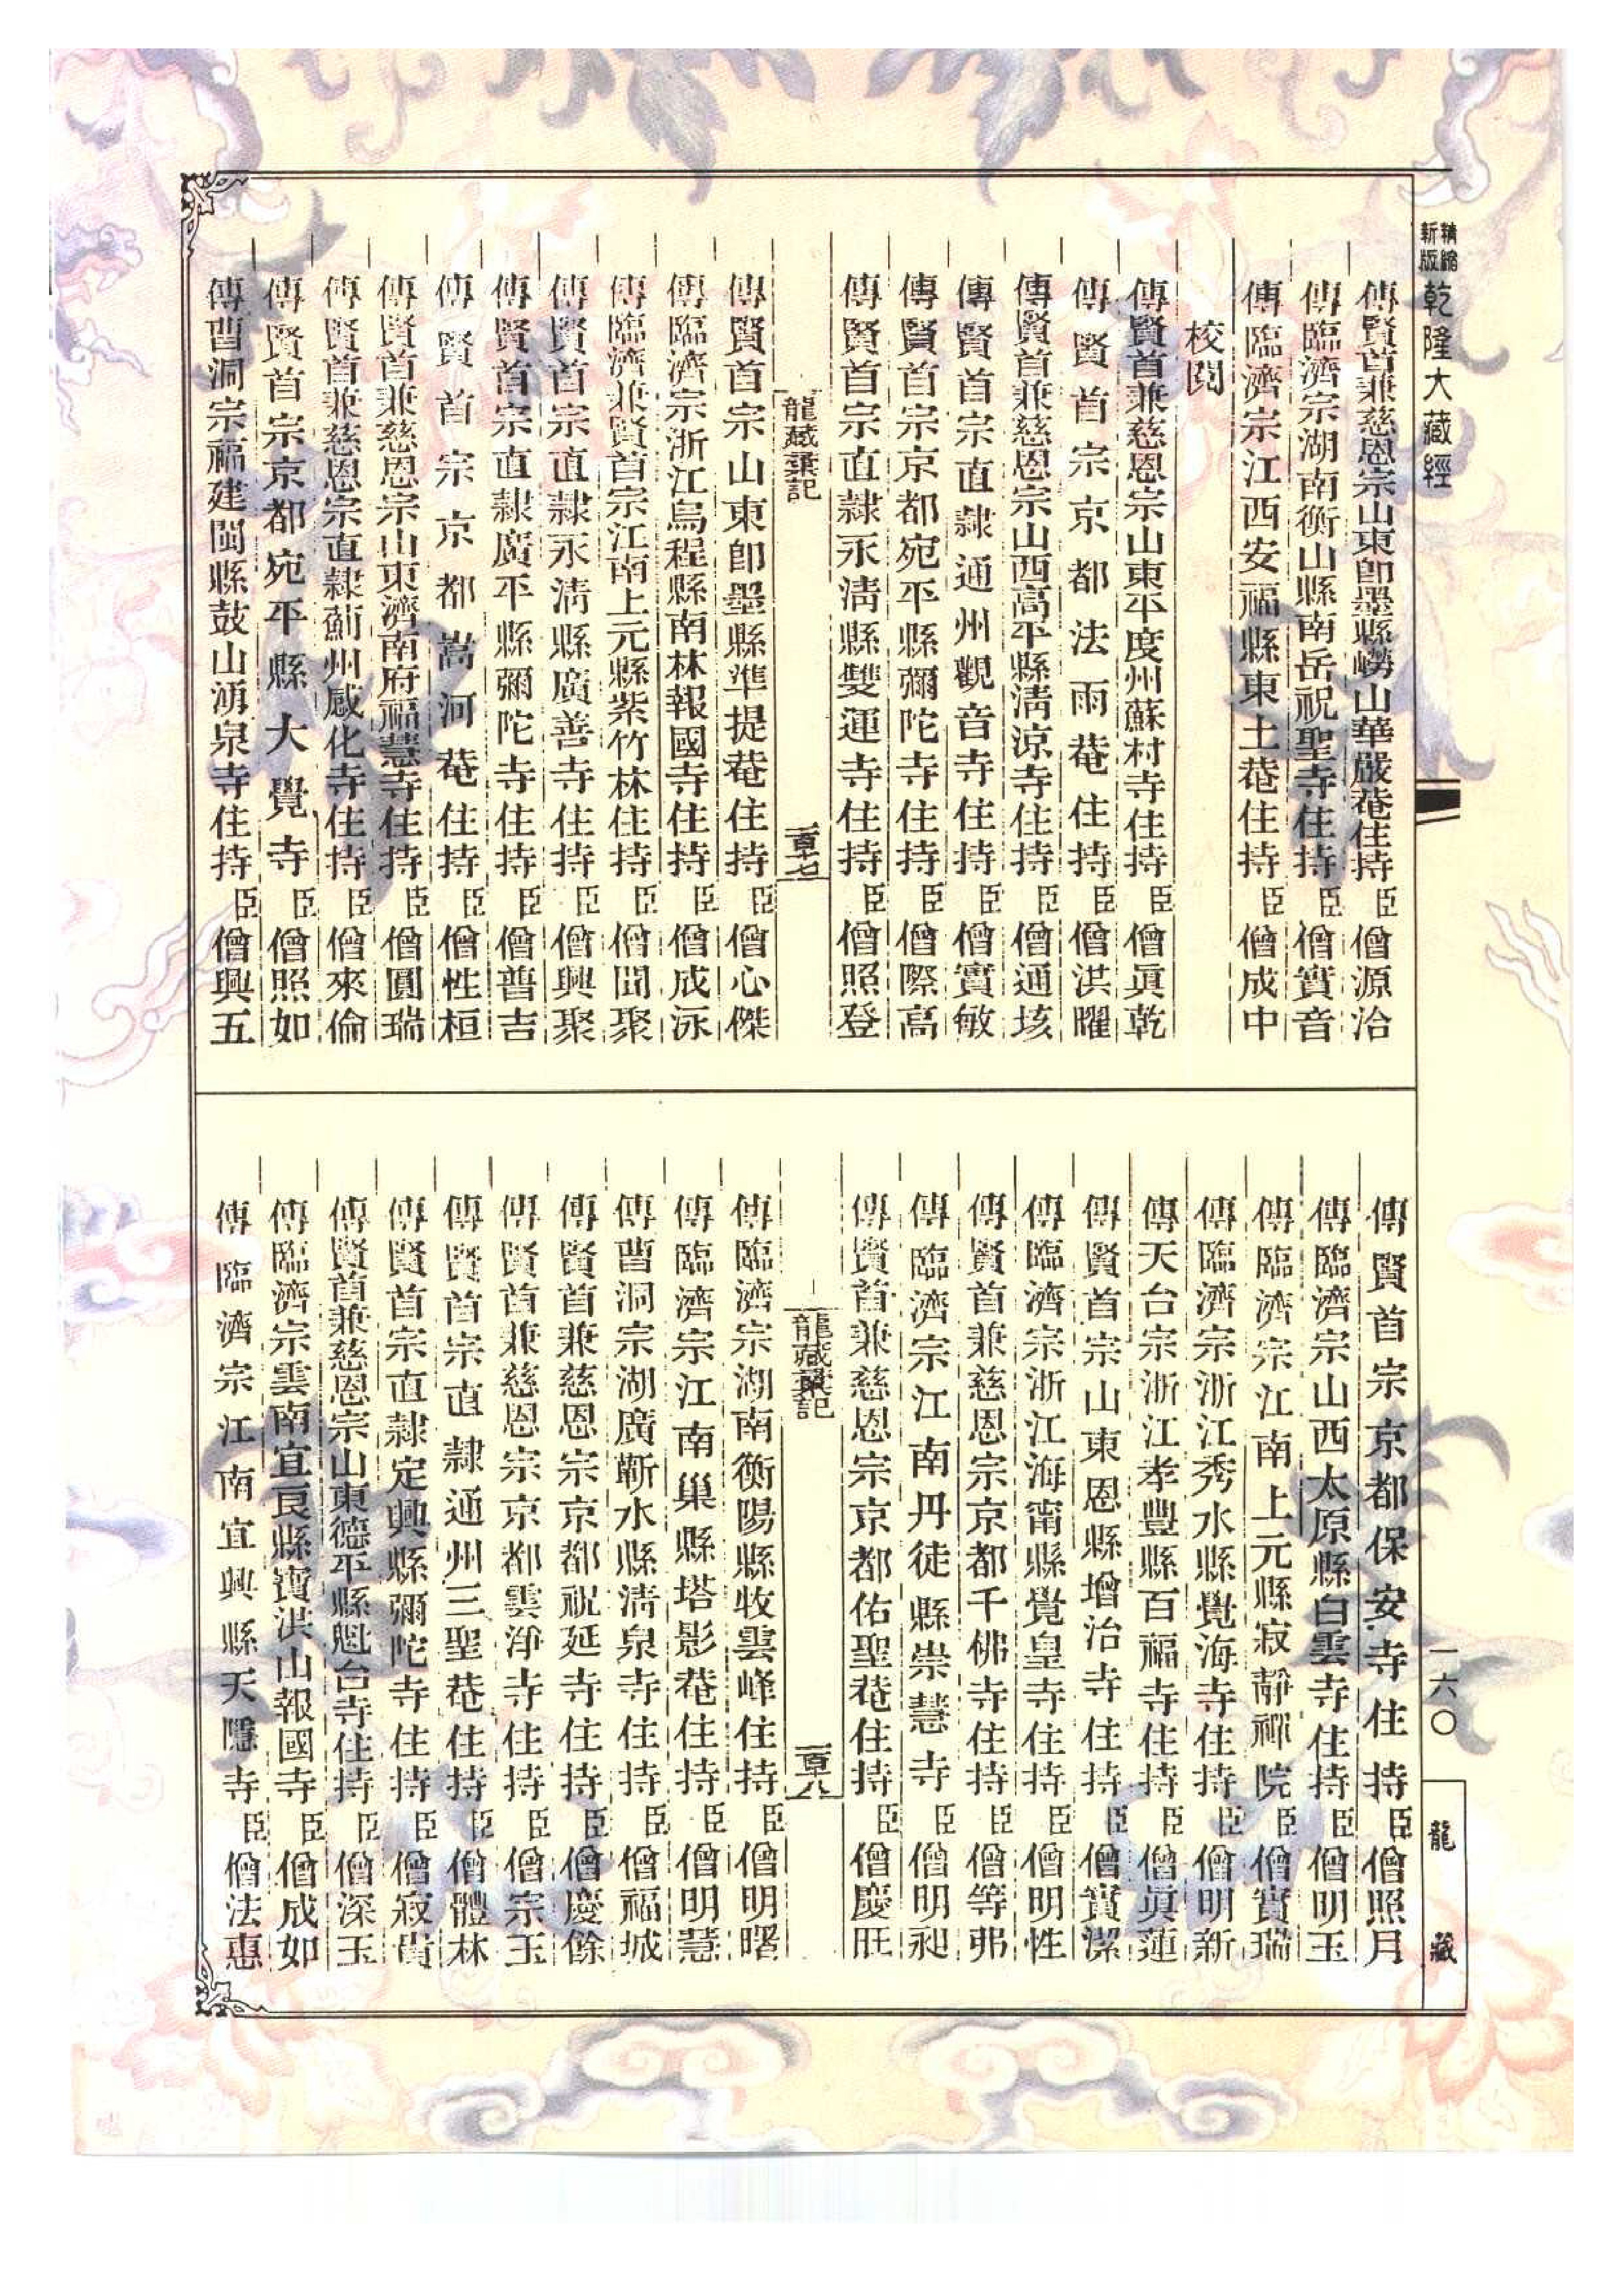 精縮新版
乾隆大藏經
傳賢首兼慈恩宗山東卽墨縣嶗山華嚴菴住持臣僧源洽
傳臨濟宗湖南衡山縣南岳祝聖寺住持臣僧實音
傳臨濟宗江西安福縣東土菴住持臣僧成中
校閱
傳賢首兼慈恩宗山東平度州蘇村寺住持臣僧眞乾
傳賢首宗京都法雨菴住持臣僧洪曜
傳賢首兼慈恩宗山西高平縣淸涼寺住持臣僧通垓
傳賢首宗直隷通州觀音寺住持臣僧實敏
傳賢首宗京都宛平縣彌陀寺住持臣僧際高
傳賢首宗直隷永淸縣雙運寺住持臣僧照登
龍藏彙記
一百十七
傳賢首宗山東卽墨縣準提菴住持臣僧心傑
傳臨濟宗浙江烏程縣南林報國寺住持臣僧成泳
傳臨濟兼賢首宗江南上元縣紫竹林住持臣僧聞聚
傳賢首宗直隷永淸縣廣善寺住持臣僧興聚
傳賢首宗直隷廣平縣彌陀寺住持臣僧普吉
傳賢首宗京都嵩河菴住持臣僧性桓
傳賢首兼慈恩宗山東濟南府福慧寺住持臣僧圓瑞
傳賢首兼慈恩宗直隷薊州感化寺住持臣僧來倫
傳賢首宗京都宛平縣大覺寺臣僧照如
傳曹洞宗福建閩縣鼓山湧泉寺住持臣僧興五
傳賢首宗京都保安寺住持臣僧照月
傳臨濟宗山西太原縣白雲寺住持臣僧明玉
傳臨濟宗江南上元縣寂靜禪院臣僧實瑞
傳臨濟宗浙江秀水縣覺海寺住持臣僧明新
傳天台宗浙江孝豐縣百福寺住持臣僧眞蓮
傳賢首宗山東恩縣增治寺住持臣僧實潔
傳臨濟宗浙江海甯縣覺皇寺住持臣僧明性
傳賢首兼慈恩宗京都千佛寺住持臣僧等弗
傳臨濟宗江南丹徒縣崇慧寺臣僧明昶
傳賢首兼慈恩宗京都佑聖菴住持臣僧慶旺
龍藏彙記
一百十八
傳臨濟宗湖南衡陽縣牧雲峰住持臣僧明曙
傳臨濟宗江南巢縣塔影菴住持臣僧明慧
傳曹洞宗湖廣蘄水縣淸泉寺住持臣僧福城
傳賢首兼慈恩宗京都祝延寺住持臣僧慶餘
傳賢首兼慈恩宗京都雲淨寺住持臣僧宗玉
傳賢首宗直隷通州三聖菴住持臣僧體林
傳賢首宗直隷定興縣彌陀寺住持臣僧寂貴
傳賢首兼慈恩宗山東德平縣魁台寺住持臣僧深玉
傳臨濟宗雲南宜良縣寶洪山報國寺臣僧成如
傳臨濟宗江南宜興縣天隱寺臣僧法惠
一六〇
龍藏